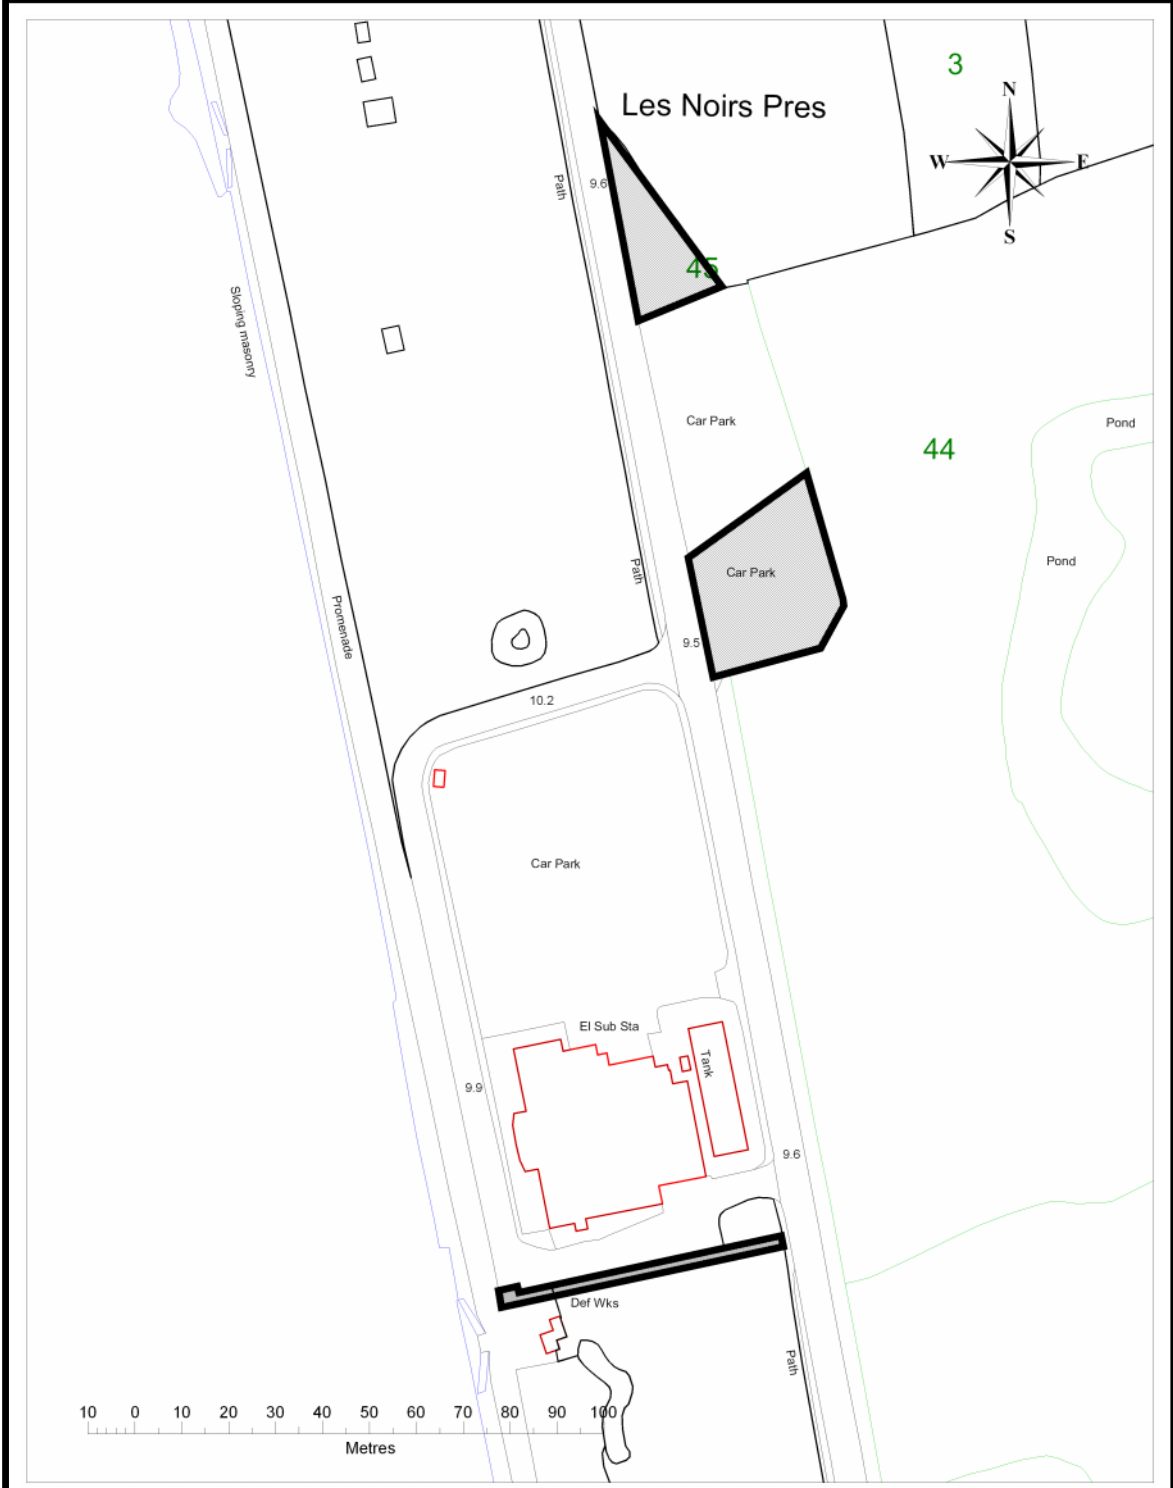 3
N
Les Noirs Pres
W
E
Path
9.6
S
45
Sloping masonry
Car Park
Pond
44
Pond
Path
Car Park
Promenade
9.5
10.2
Car Park
El Sub Sta
Tank
9.9
9.6
Def Wks
Path
10 0 10 20 30 40 50 60 70 80 90 100
Metres